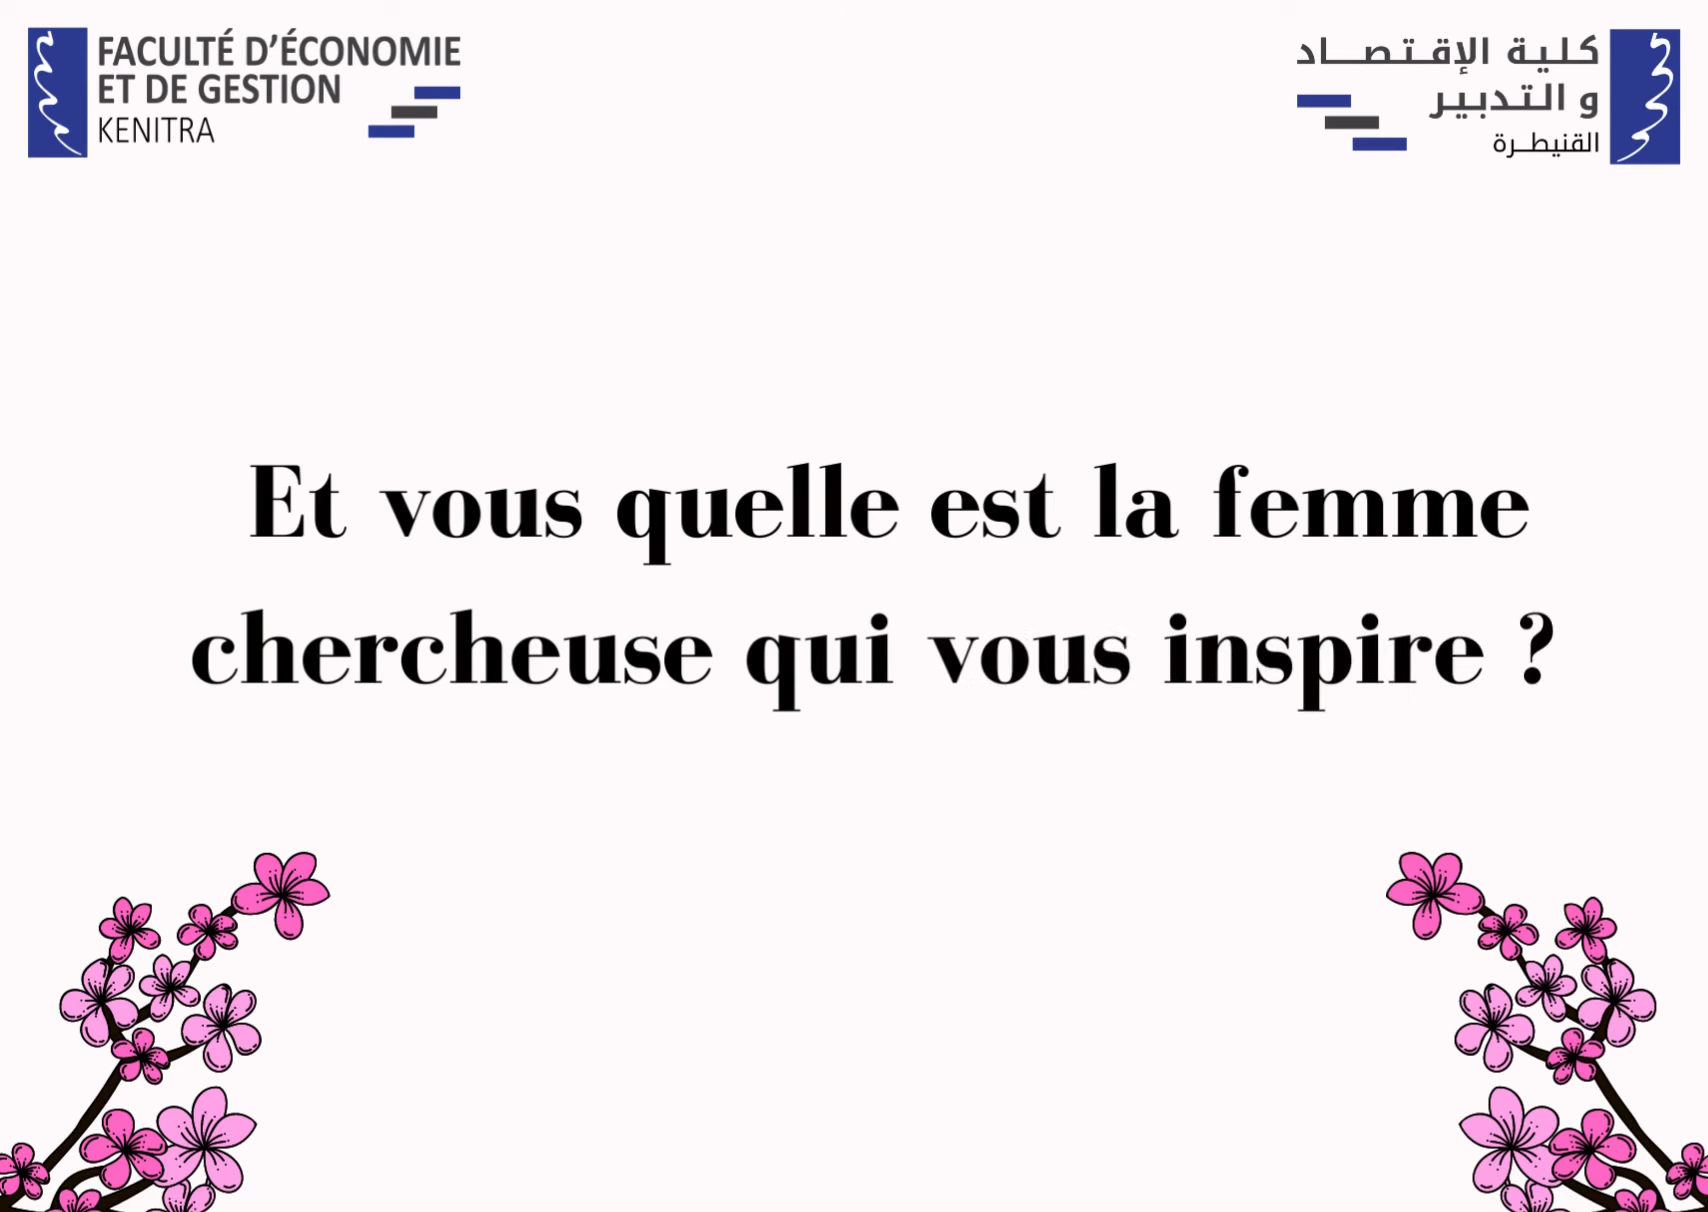 FACULTÉ D'ÉCONOMIE
ET DE GESTION
KENITRA
كلية الإقتصاد
و التدبير
القنيطرة
Et vous quelle est la femme
chercheuse qui vous inspire ?